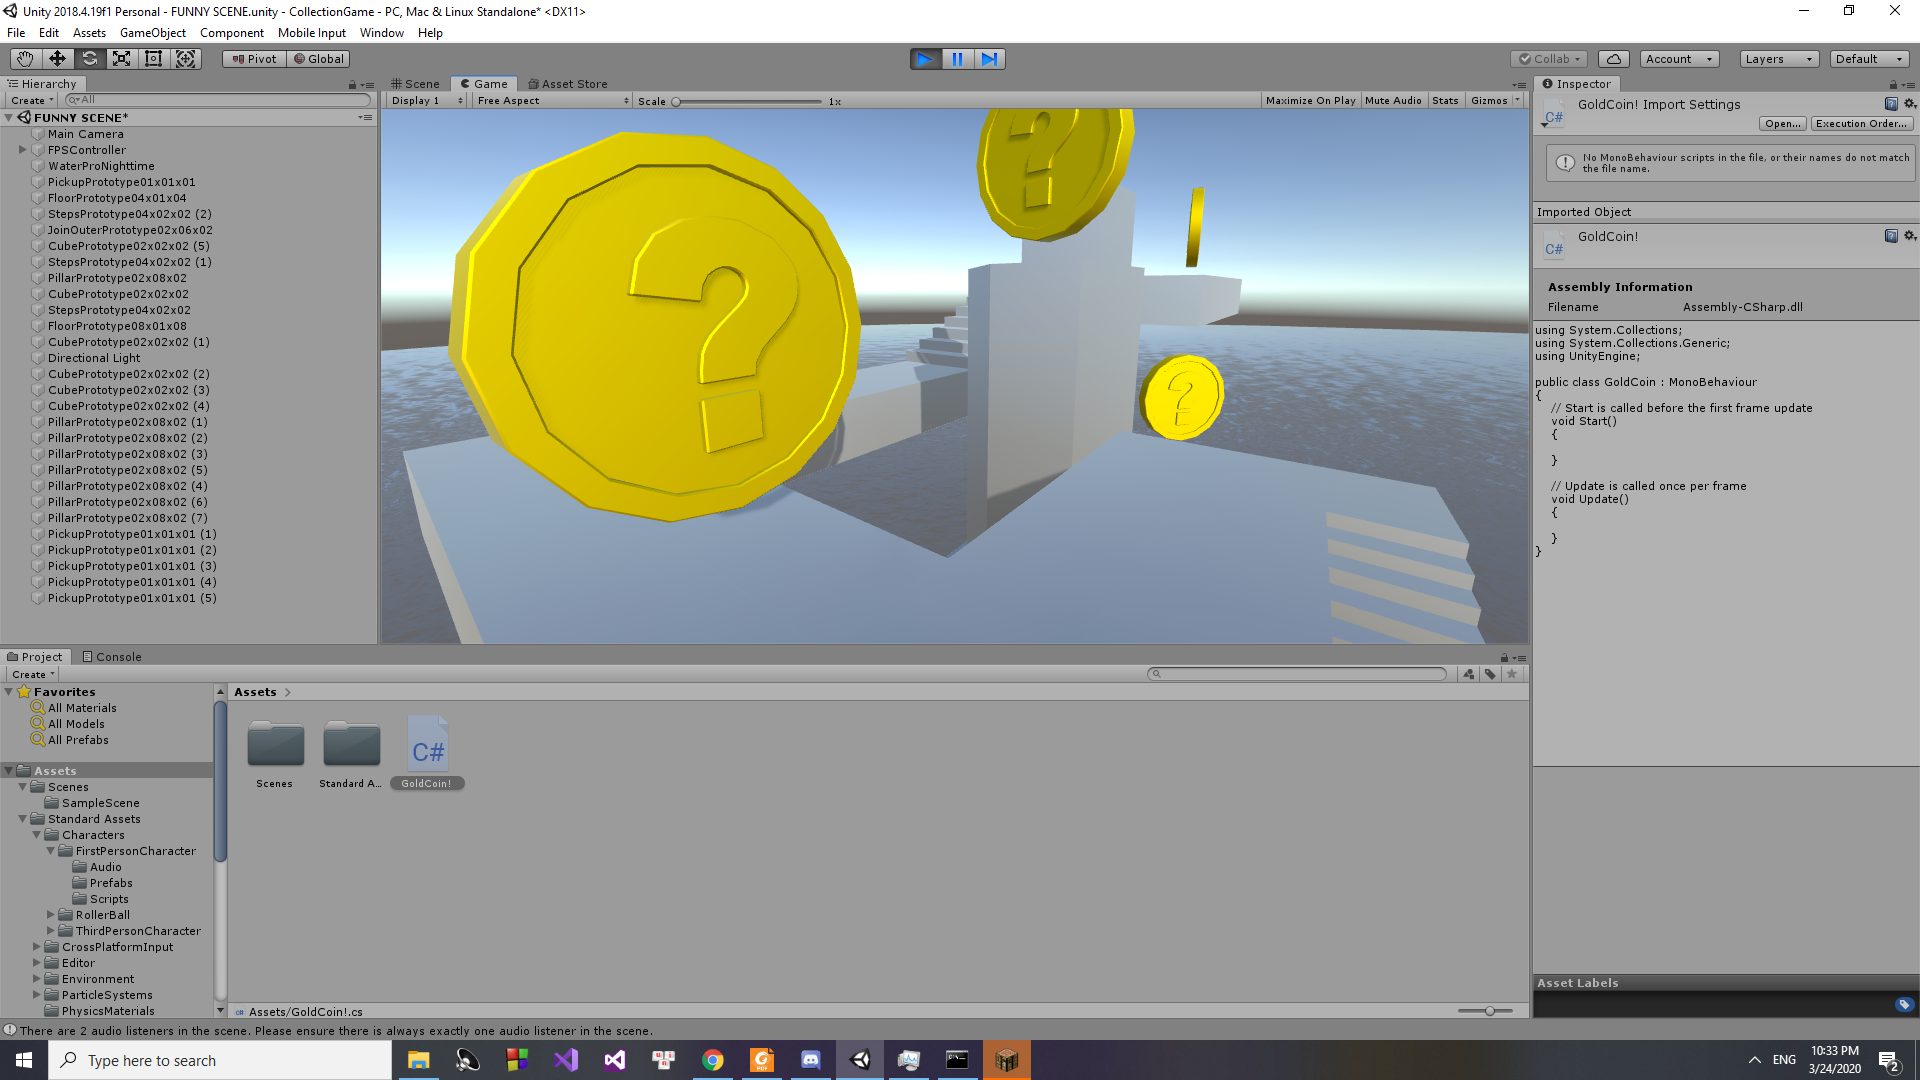 Unity 2018.4.19f1 Personal - FUNNY SCENE.unity - CollectionGame - PC, Mac & Linux Standalone* <DX11>
File Edit Assets GameObject Component Mobile Input Window Help
Pivot Global Collab Account Layers Default
Hierarchy
Create All
FUNNY SCENE*
Main Camera
FPSController
WaterProNighttime
PickupPrototype01x01x01
FloorPrototype04x01x04
StepsPrototype04x02x02 (2)
JoinOuterPrototype02x06x02
CubePrototype02x02x02 (5)
StepsPrototype04x02x02 (1)
PillarPrototype02x08x02
CubePrototype02x02x02
StepsPrototype04x02x02
FloorPrototype08x01x08
CubePrototype02x02x02 (1)
Directional Light
CubePrototype02x02x02 (2)
CubePrototype02x02x02 (3)
CubePrototype02x02x02 (4)
PillarPrototype02x08x02 (1)
PillarPrototype02x08x02 (2)
PillarPrototype02x08x02 (3)
PillarPrototype02x08x02 (5)
PillarPrototype02x08x02 (4)
PillarPrototype02x08x02 (6)
PillarPrototype02x08x02 (7)
PickupPrototype01x01x01 (1)
PickupPrototype01x01x01 (2)
PickupPrototype01x01x01 (3)
PickupPrototype01x01x01 (4)
PickupPrototype01x01x01 (5)
Scene Game Asset Store
Display 1 Free Aspect Scale 1x Maximize On Play Mute Audio Stats Gizmos
?
?
?
Inspector
C# GoldCoin! Import Settings
Open... Execution Order...
No MonoBehaviour scripts in the file, or their names do not match
the file name.
Imported Object
C# GoldCoin!
Assembly Information
Filename Assembly-CSharp.dll
using System.Collections;
using System.Collections.Generic;
using UnityEngine;
public class GoldCoin : MonoBehaviour
{
// Start is called before the first frame update
void Start()
{
}
// Update is called once per frame
void Update()
{
}
}
Asset Labels
Project Console
Create
Favorites
All Materials
All Models
All Prefabs
Assets
Scenes
SampleScene
Standard Assets
Characters
FirstPersonCharacter
Audio
Prefabs
Scripts
RollerBall
ThirdPersonCharacter
CrossPlatformInput
Editor
Environment
ParticleSystems
PhysicsMaterials
Assets
C#
Scenes Standard A... GoldCoin!
Assets/GoldCoin!.cs
There are 2 audio listeners in the scene. Please ensure there is always exactly one audio listener in the scene.
Type here to search
ENG
10:33 PM
3/24/2020
2